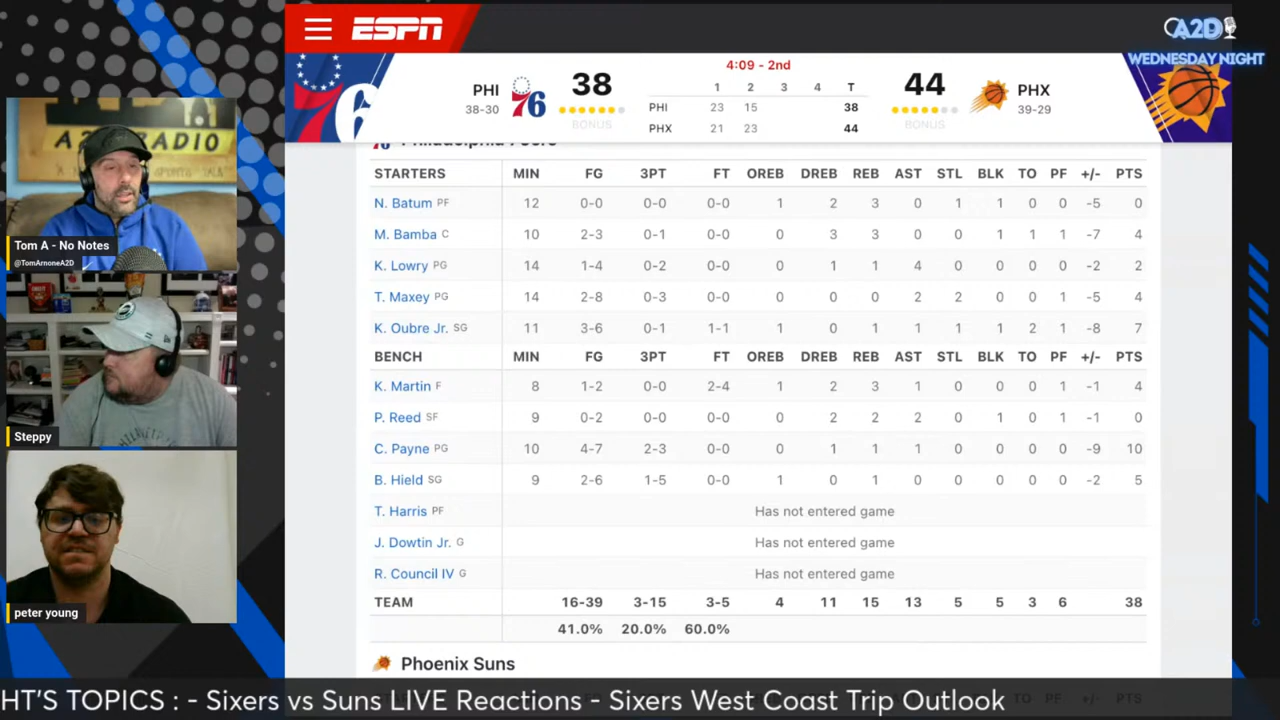 ESPN
A2D
WEDNESDAY NIGHT
PHI
38-30
76
38
BONUS
4:09 - 2nd
1 2 3 4 T
PHI 23 15 38
PHX 21 23 44
44
BONUS
PHX
39-29
A2D RADIO
Tom A - No Notes
@TomArnoneA2D
Steppy
peter young
Philadelphia 76ers
STARTERS MIN FG 3PT FT OREB DREB REB AST STL BLK TO PF +/- PTS
N. Batum PF 12 0-0 0-0 0-0 1 2 3 0 1 1 0 0 -5 0
M. Bamba C 10 2-3 0-1 0-0 0 3 3 0 0 1 1 1 -7 4
K. Lowry PG 14 1-4 0-2 0-0 0 1 1 4 0 0 0 0 -2 2
T. Maxey PG 14 2-8 0-3 0-0 0 0 0 2 2 0 0 1 -5 4
K. Oubre Jr. SG 11 3-6 0-1 1-1 1 0 1 1 1 1 2 1 -8 7
BENCH MIN FG 3PT FT OREB DREB REB AST STL BLK TO PF +/- PTS
K. Martin F 8 1-2 0-0 2-4 1 2 3 1 0 0 0 1 -1 4
P. Reed SF 9 0-2 0-0 0-0 0 2 2 2 0 1 0 1 -1 0
C. Payne PG 10 4-7 2-3 0-0 0 1 1 1 0 0 0 0 -9 10
B. Hield SG 9 2-6 1-5 0-0 1 0 1 0 0 0 0 0 -2 5
T. Harris PF Has not entered game
J. Dowtin Jr. G Has not entered game
R. Council IV G Has not entered game
TEAM 16-39 3-15 3-5 4 11 15 13 5 5 3 6 38
41.0% 20.0% 60.0%
Phoenix Suns
HT'S TOPICS : - Sixers vs Suns LIVE Reactions - Sixers West Coast Trip Outlook